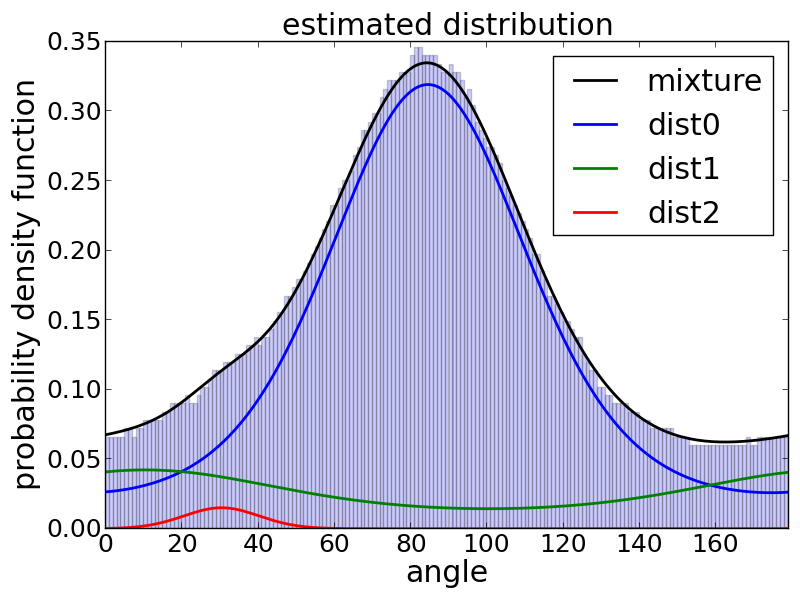 estimated distribution
probability density function
0.35
0.30
0.25
0.20
0.15
0.10
0.05
0.00
mixture
dist0
dist1
dist2
0 20 40 60 80 100 120 140 160
angle